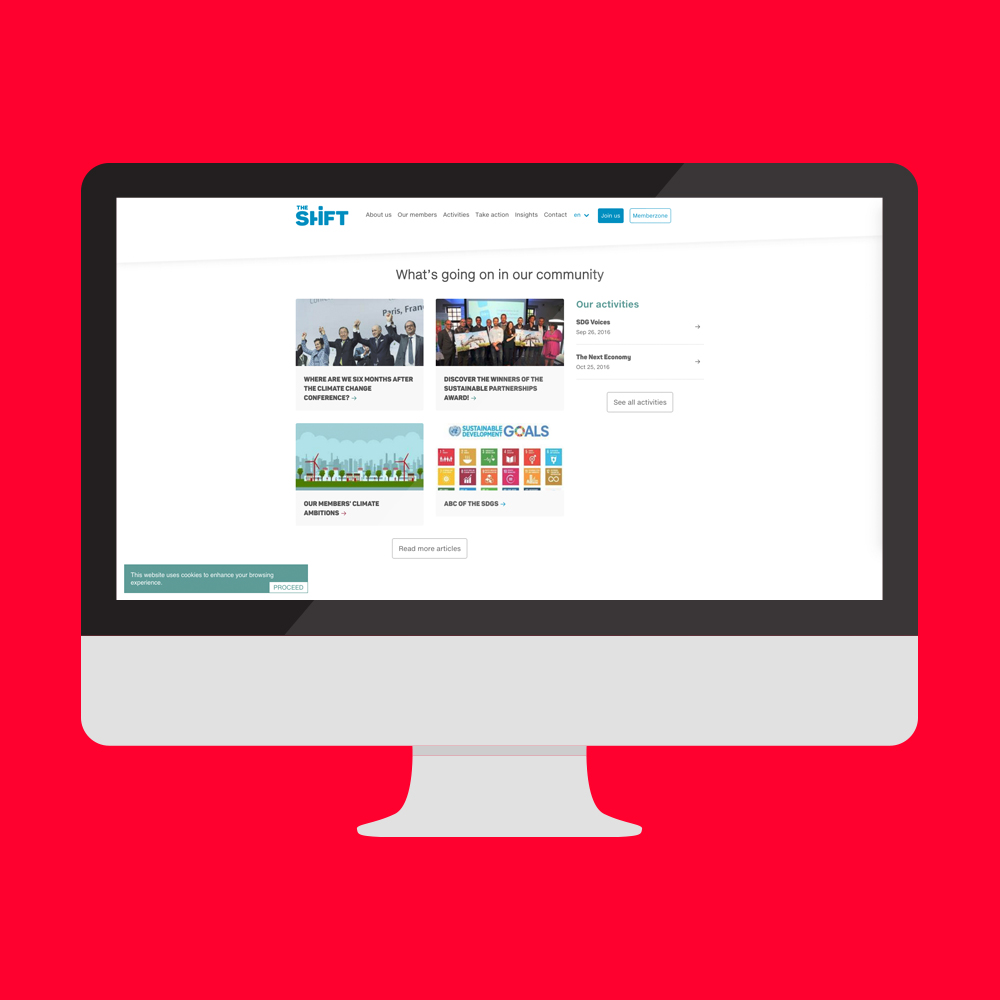 THE
SHIFT
About us Our members Activities Take action Insights Contact en Join us Memberzone
What's going on in our community
Paris, Fran
WHERE ARE WE SIX MONTHS AFTER
THE CLIMATE CHANGE
CONFERENCE? →
DISCOVER THE WINNERS OF THE
SUSTAINABLE PARTNERSHIPS
AWARD! →
Our activities
SDG Voices
Sep 26, 2016
→
The Next Economy
Oct 25, 2016
→
See all activities
OUR MEMBERS' CLIMATE
AMBITIONS →
SUSTAINABLE
DEVELOPMENT GOALS
ABC OF THE SDGS →
Read more articles
This website uses cookies to enhance your browsing
experience.
PROCEED